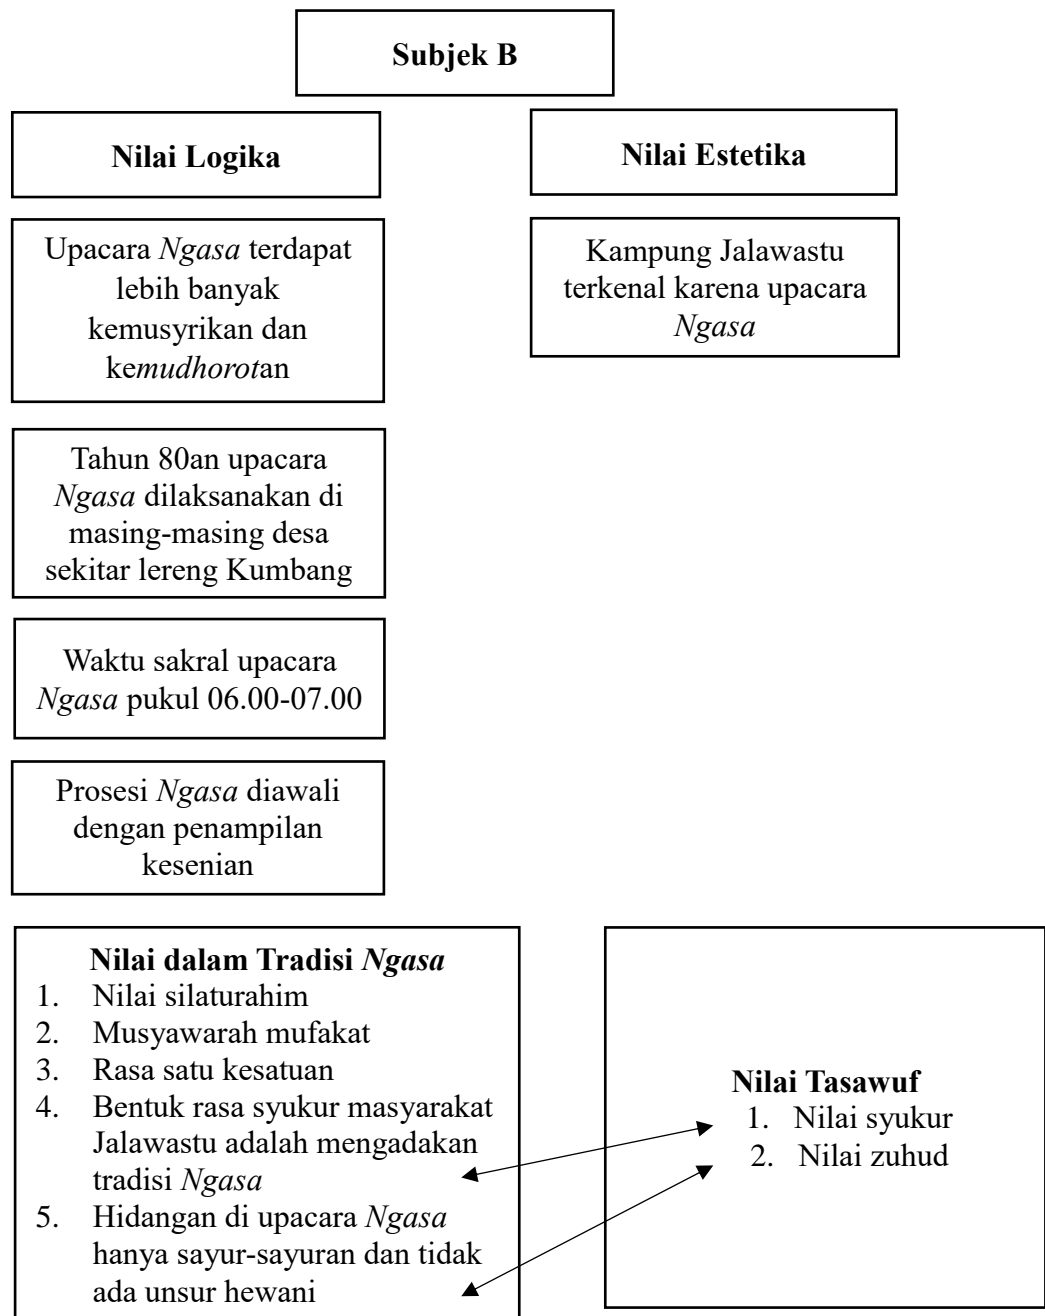 Subjek B
Nilai Logika
Nilai Estetika
Upacara Ngasa terdapat
lebih banyak
kemusyrikan dan
kemudhorotan
Kampung Jalawastu
terkenal karena upacara
Ngasa
Tahun 80an upacara
Ngasa dilaksanakan di
masing-masing desa
sekitar lereng Kumbang
Waktu sakral upacara
Ngasa pukul 06.00-07.00
Prosesi Ngasa diawali
dengan penampilan
kesenian
Nilai dalam Tradisi Ngasa
1. Nilai silaturahim
2. Musyawarah mufakat
3. Rasa satu kesatuan
4. Bentuk rasa syukur masyarakat
Jalawastu adalah mengadakan
tradisi Ngasa
5. Hidangan di upacara Ngasa
hanya sayur-sayuran dan tidak
ada unsur hewani
Nilai Tasawuf
1. Nilai syukur
2. Nilai zuhud